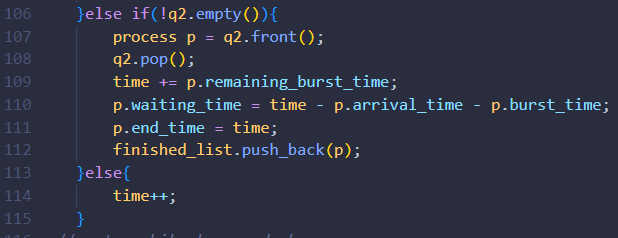 106 }else if(!q2.empty()){
107 process p = q2.front();
108 q2.pop();
109 time += p.remaining_burst_time;
110 p.waiting_time = time - p.arrival_time - p.burst_time;
111 p.end_time = time;
112 finished_list.push_back(p);
113 }else{
114 time++;
115 }